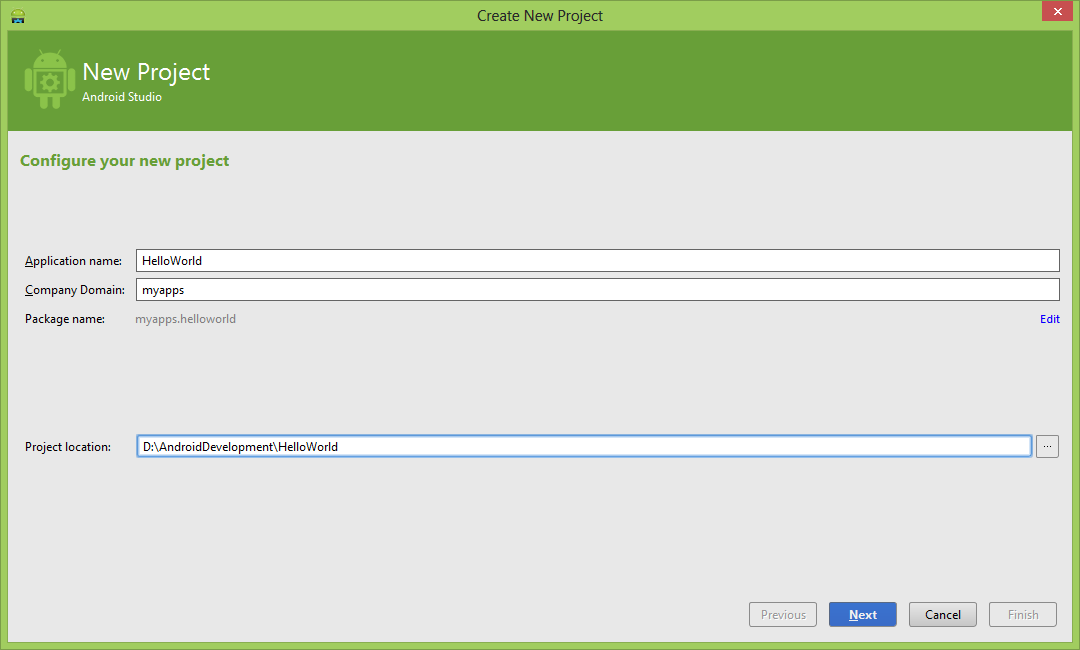 Create New Project
New Project
Android Studio
Configure your new project
Application name: HelloWorld
Company Domain: myapps
Package name: myapps.helloworld Edit
Project location: D:\AndroidDevelopment\HelloWorld ...
Previous Next Cancel Finish